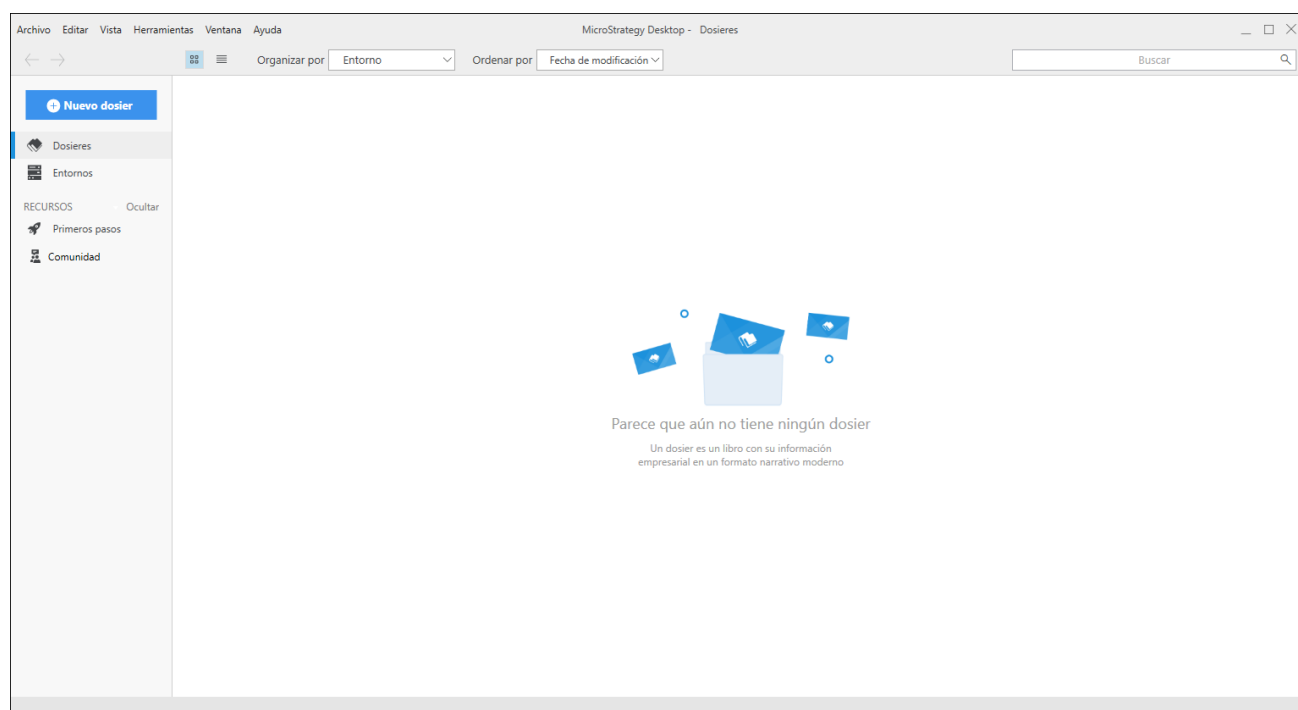 Archivo Editar Vista Herramientas Ventana Ayuda MicroStrategy Desktop - Dosieres
Organizar por Entorno Ordenar por Fecha de modificación Buscar
Nuevo dosier
Dosieres
Entornos
RECURSOS Ocultar
Primeros pasos
Comunidad
Parece que aún no tiene ningún dosier
Un dosier es un libro con su información
empresarial en un formato narrativo moderno